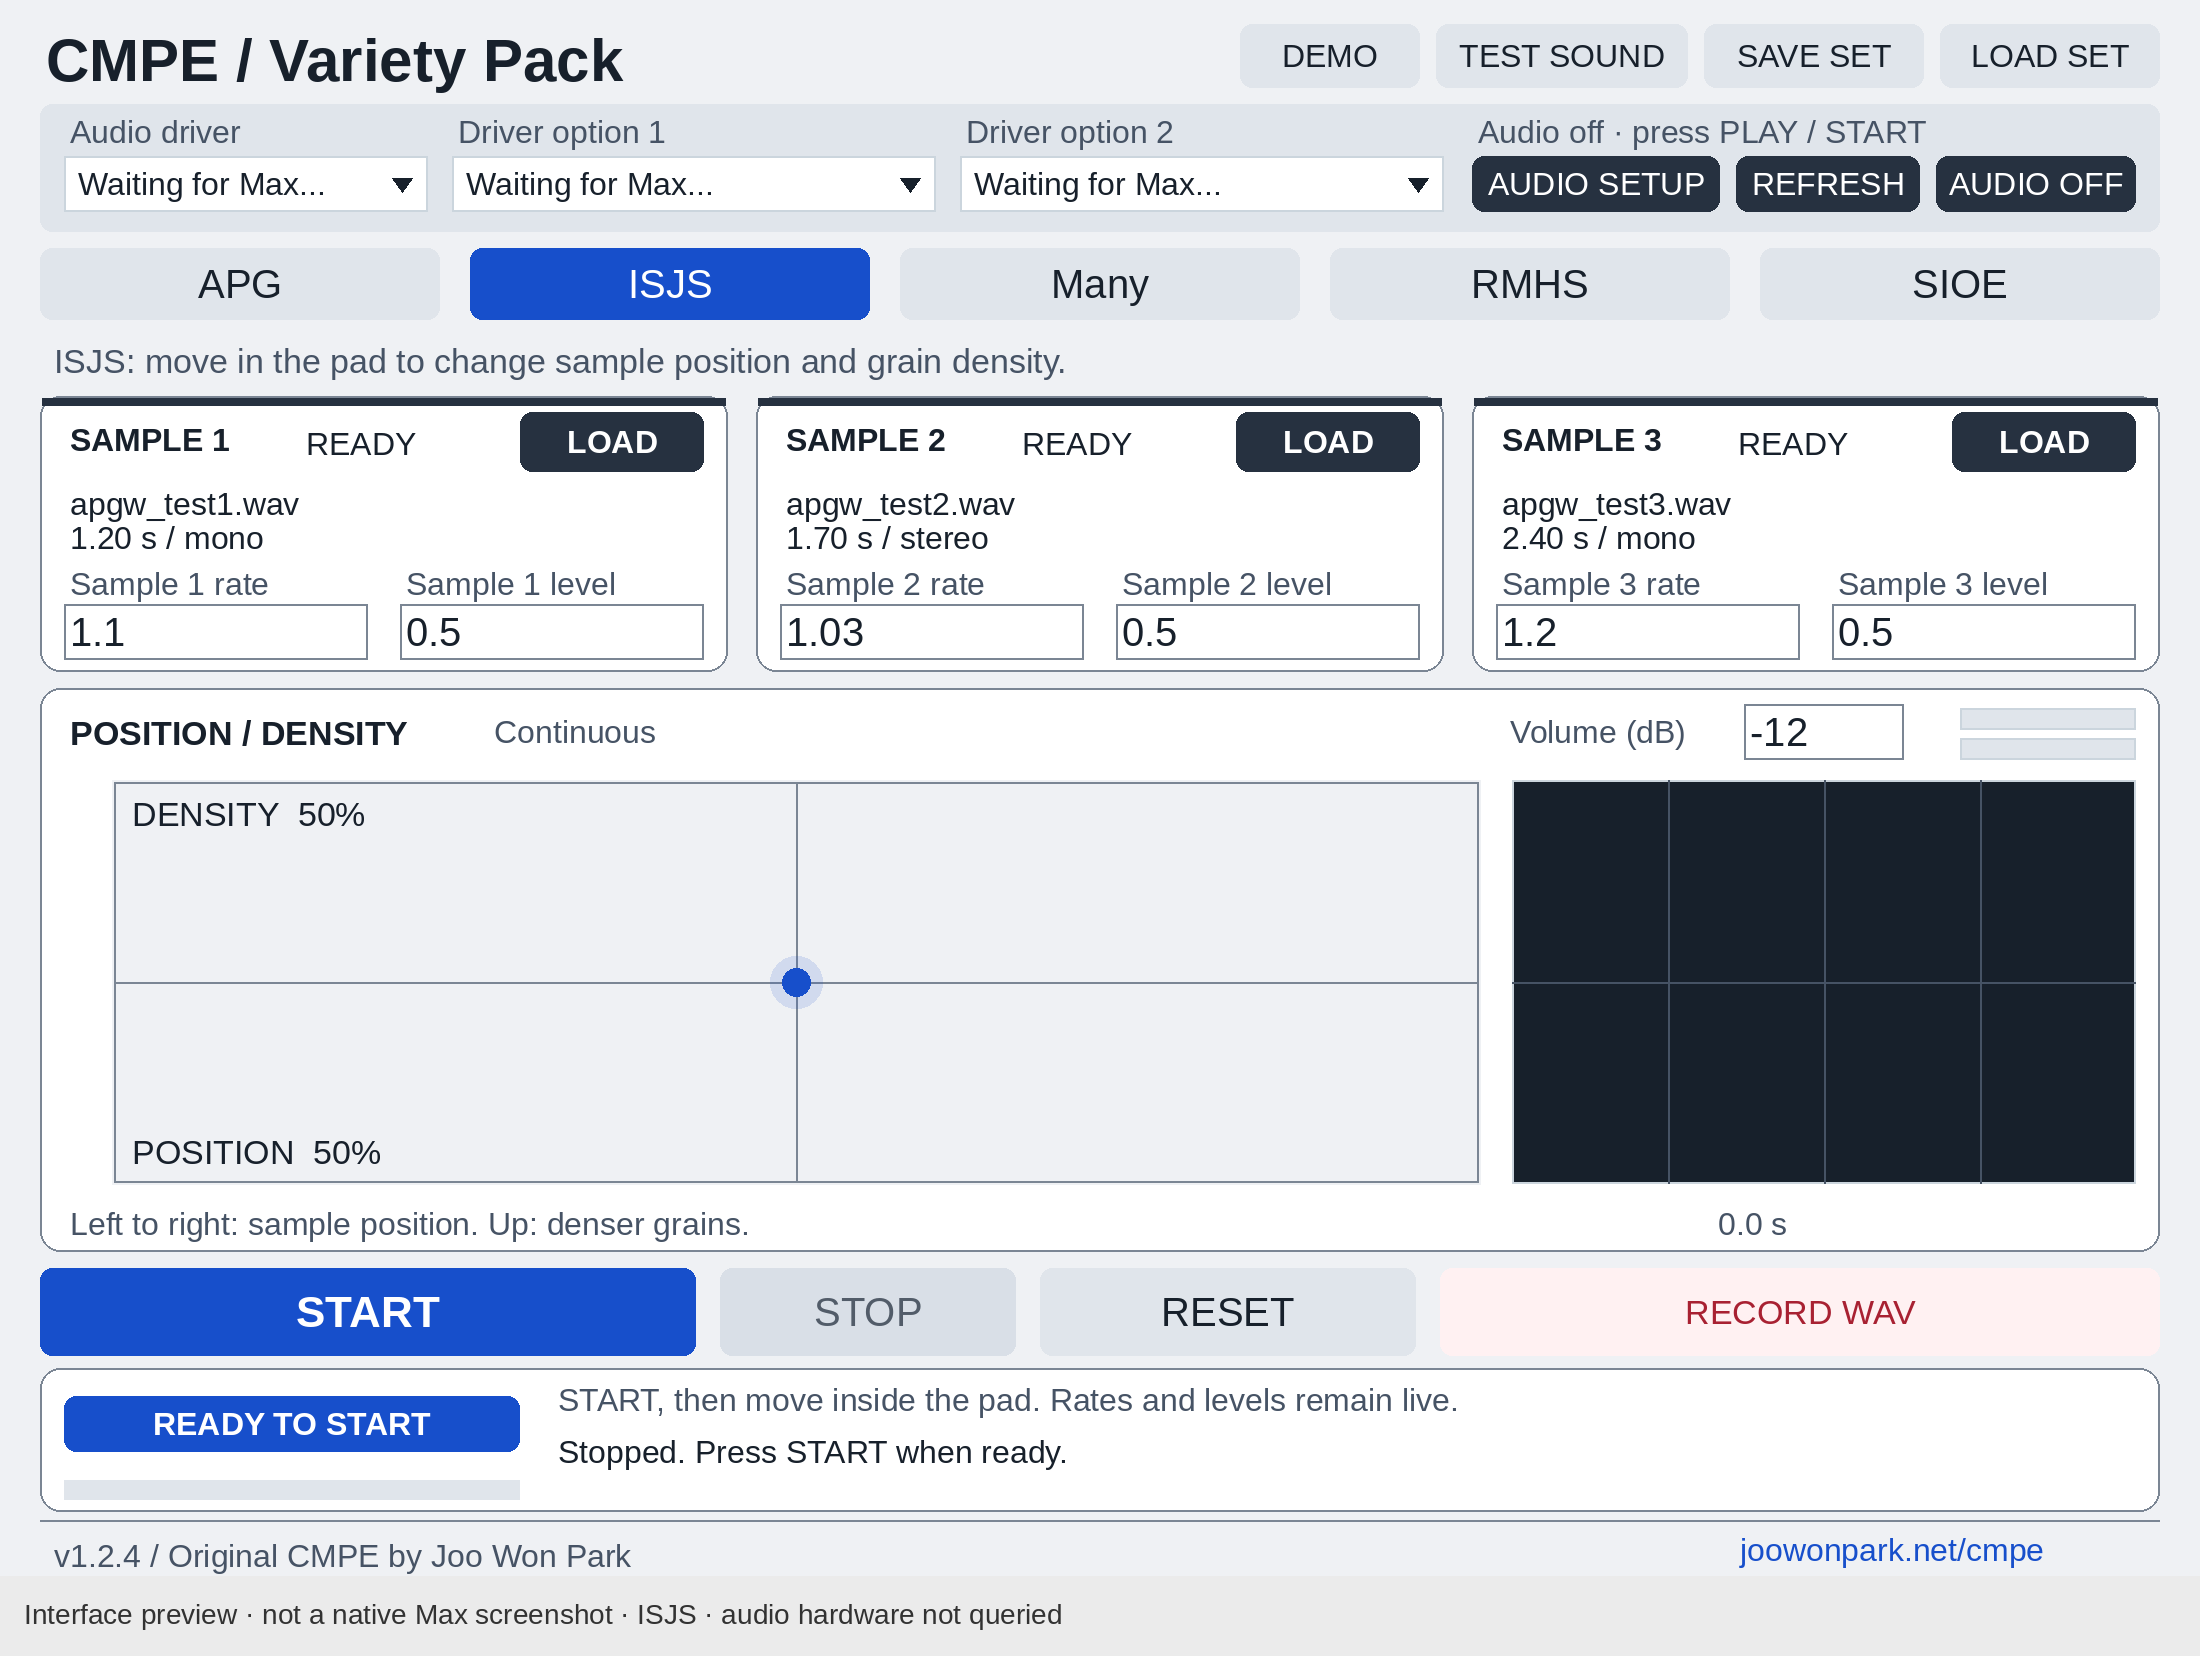 CMPE / Variety Pack
DEMO
TEST SOUND
SAVE SET
LOAD SET
Audio driver
Driver option 1
Driver option 2
Audio off · press PLAY / START
Waiting for Max...
Waiting for Max...
Waiting for Max...
AUDIO SETUP
REFRESH
AUDIO OFF
APG
ISJS
Many
RMHS
SIOE
ISJS: move in the pad to change sample position and grain density.
SAMPLE 1
READY
LOAD
apgw_test1.wav
1.20 s / mono
Sample 1 rate
Sample 1 level
1.1
0.5
SAMPLE 2
READY
LOAD
apgw_test2.wav
1.70 s / stereo
Sample 2 rate
Sample 2 level
1.03
0.5
SAMPLE 3
READY
LOAD
apgw_test3.wav
2.40 s / mono
Sample 3 rate
Sample 3 level
1.2
0.5
POSITION / DENSITY
Continuous
Volume (dB)
-12
DENSITY 50%
POSITION 50%
Left to right: sample position. Up: denser grains.
0.0 s
START
STOP
RESET
RECORD WAV
READY TO START
START, then move inside the pad. Rates and levels remain live.
Stopped. Press START when ready.
v1.2.4 / Original CMPE by Joo Won Park
joowonpark.net/cmpe
Interface preview · not a native Max screenshot · ISJS · audio hardware not queried